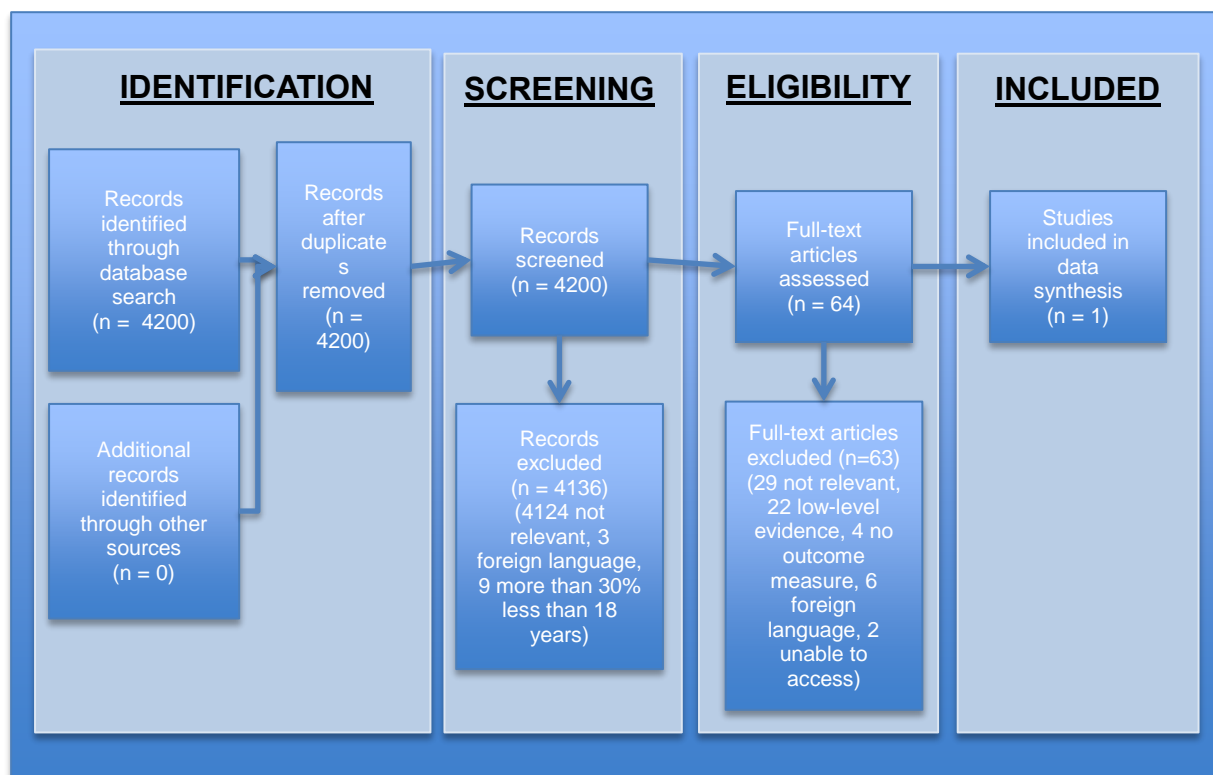 IDENTIFICATION
Records
identified
through
database
search
(n =  4200)
Additional
records
identified
through other
sources
(n = 0)
Records
after
duplicate
s
removed
(n =
4200)
SCREENING
Records
screened
(n = 4200)
Records
excluded
(n = 4136)
(4124 not
relevant, 3
foreign language,
9 more than 30%
less than 18
years)
ELIGIBILITY
Full-text
articles
assessed
(n = 64)
Full-text articles
excluded (n=63)
(29 not relevant,
22 low-level
evidence, 4 no
outcome
measure, 6
foreign
language, 2
unable to
access)
INCLUDED
Studies
included in
data
synthesis
(n = 1)